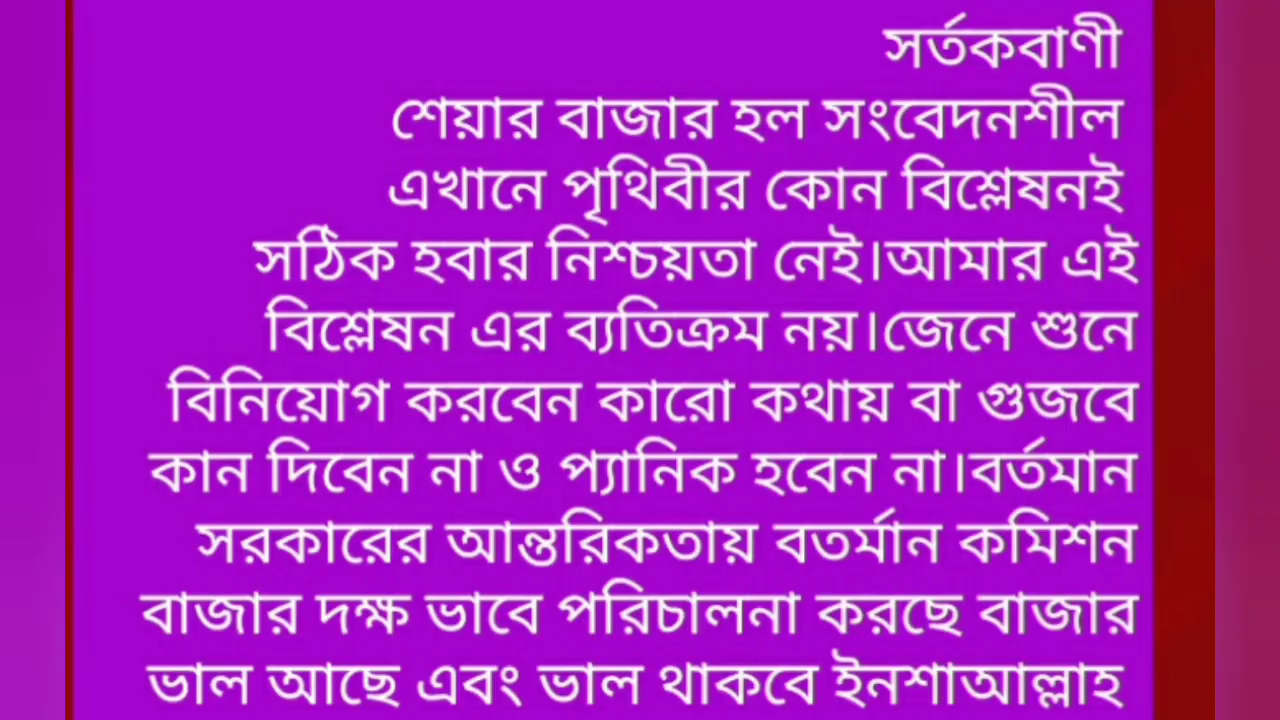 সর্তকবাণী
শেয়ার বাজার হল সংবেদনশীল
এখানে পৃথিবীর কোন বিশ্লেষনই
সঠিক হবার নিশ্চয়তা নেই।আমার এই
বিশ্লেষন এর ব্যতিক্রম নয়।জেনে শুনে
বিনিয়োগ করবেন কারো কথায় বা গুজবে
কান দিবেন না ও প্যানিক হবেন না।বর্তমান
সরকারের আন্তরিকতায় বতর্মান কমিশন
বাজার দক্ষ ভাবে পরিচালনা করছে বাজার
ভাল আছে এবং ভাল থাকবে ইনশাআল্লাহ